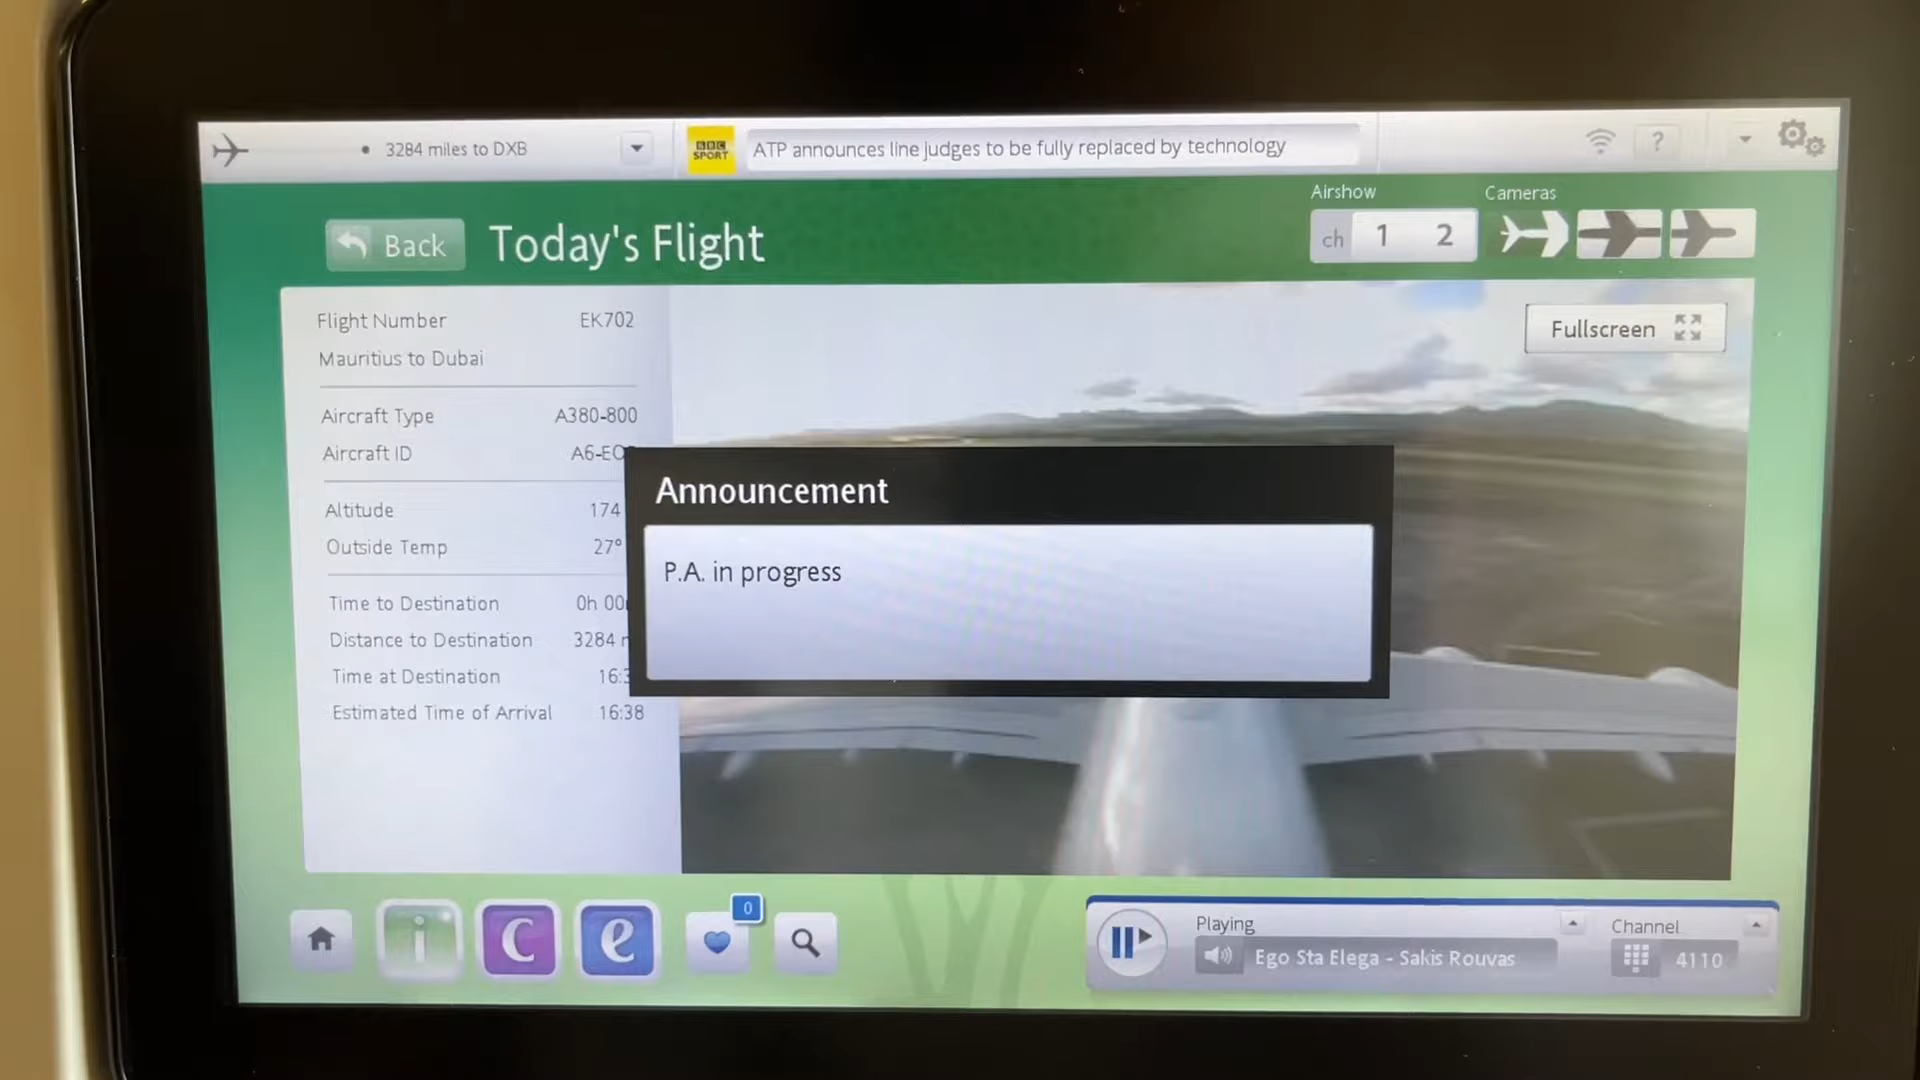 3284 miles to DXB
BBC SPORT
ATP announces line judges to be fully replaced by technology
?
Back
Today's Flight
Airshow
ch 1 2
Cameras
Flight Number EK702
Mauritius to Dubai
Aircraft Type A380-800
Aircraft ID
Altitude 174
Outside Temp 27°
Time to Destination 0h
Distance to Destination 3284
Time at Destination
Estimated Time of Arrival 16:38
Fullscreen
Announcement
P.A. in progress
i
C
e
0
Playing
Ego Sta Elega - Sakis Rouvas
Channel
4110